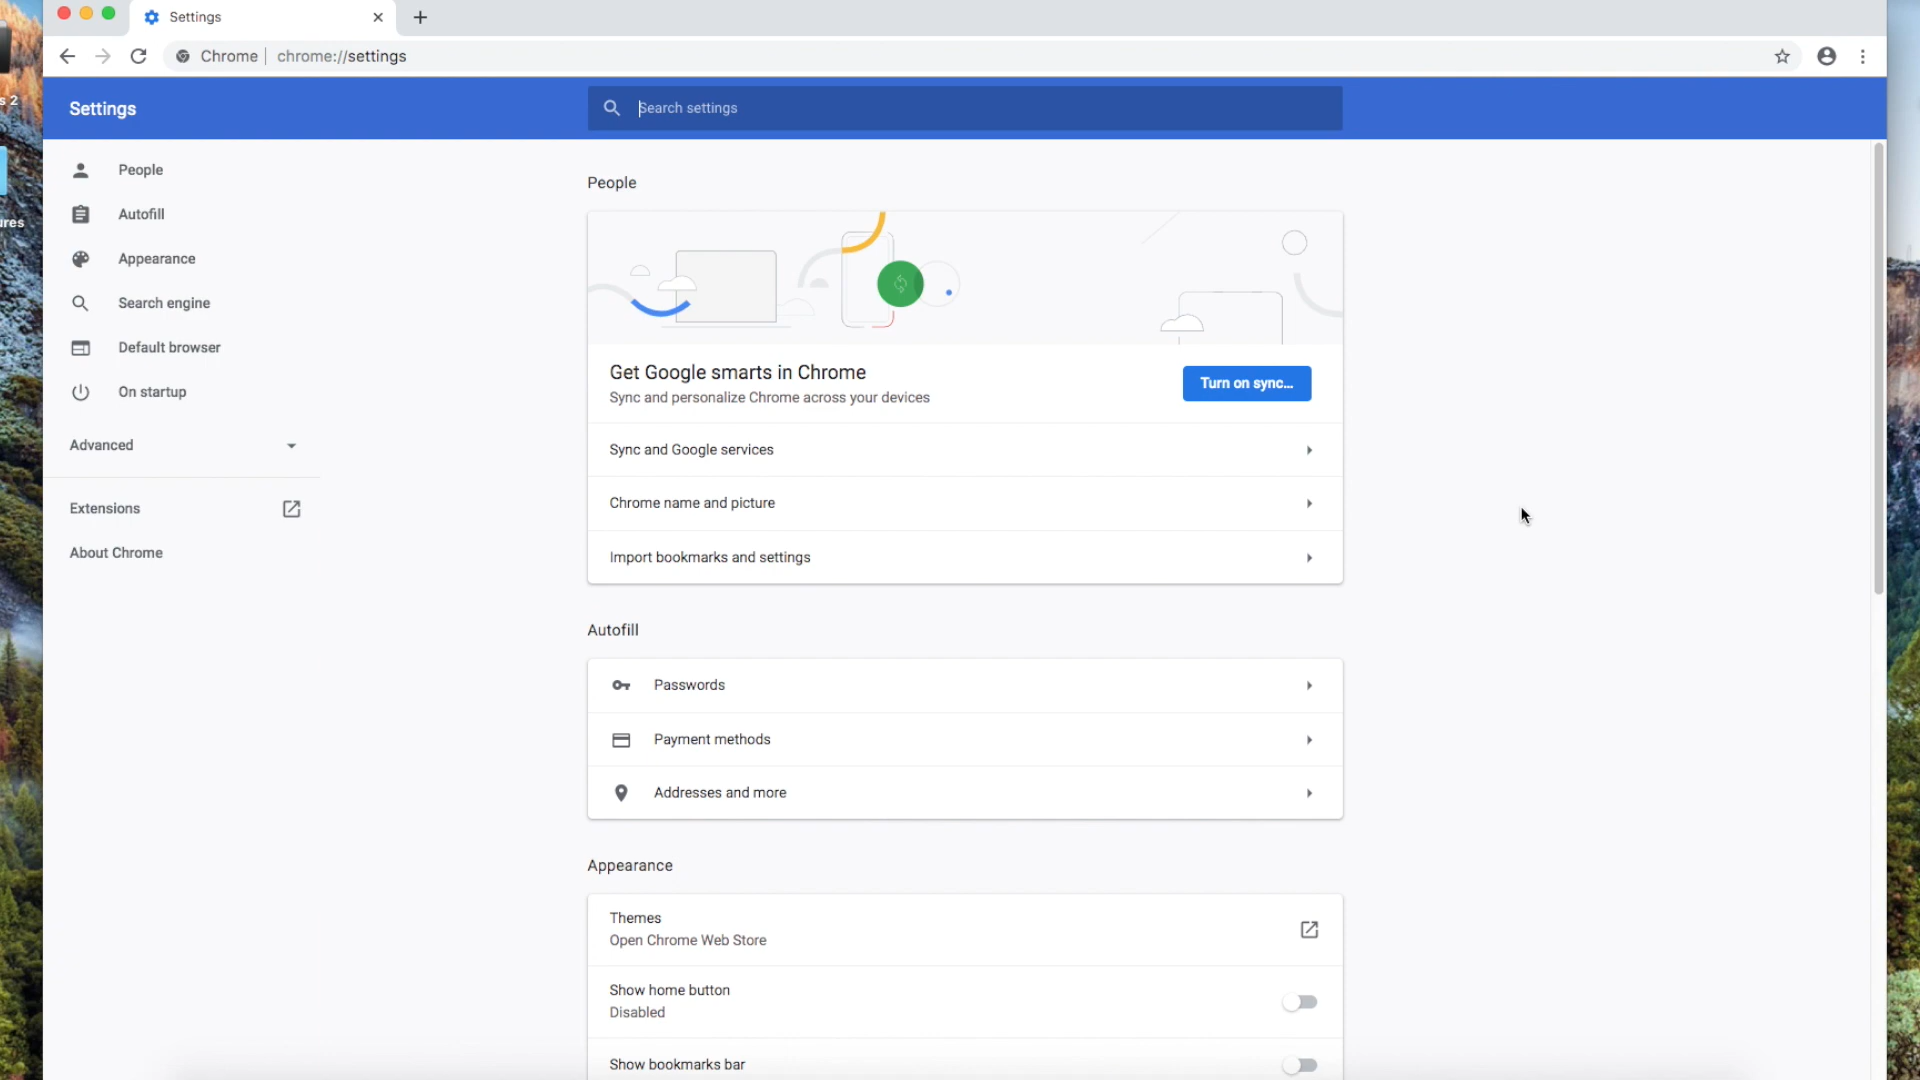 Settings
Chrome | chrome://settings
s 2
ures
Settings
Search settings
People
Autofill
Appearance
Search engine
Default browser
On startup
Advanced
Extensions
About Chrome
People
Get Google smarts in Chrome
Sync and personalize Chrome across your devices
Turn on sync...
Sync and Google services
Chrome name and picture
Import bookmarks and settings
Autofill
Passwords
Payment methods
Addresses and more
Appearance
Themes
Open Chrome Web Store
Show home button
Disabled
Show bookmarks bar